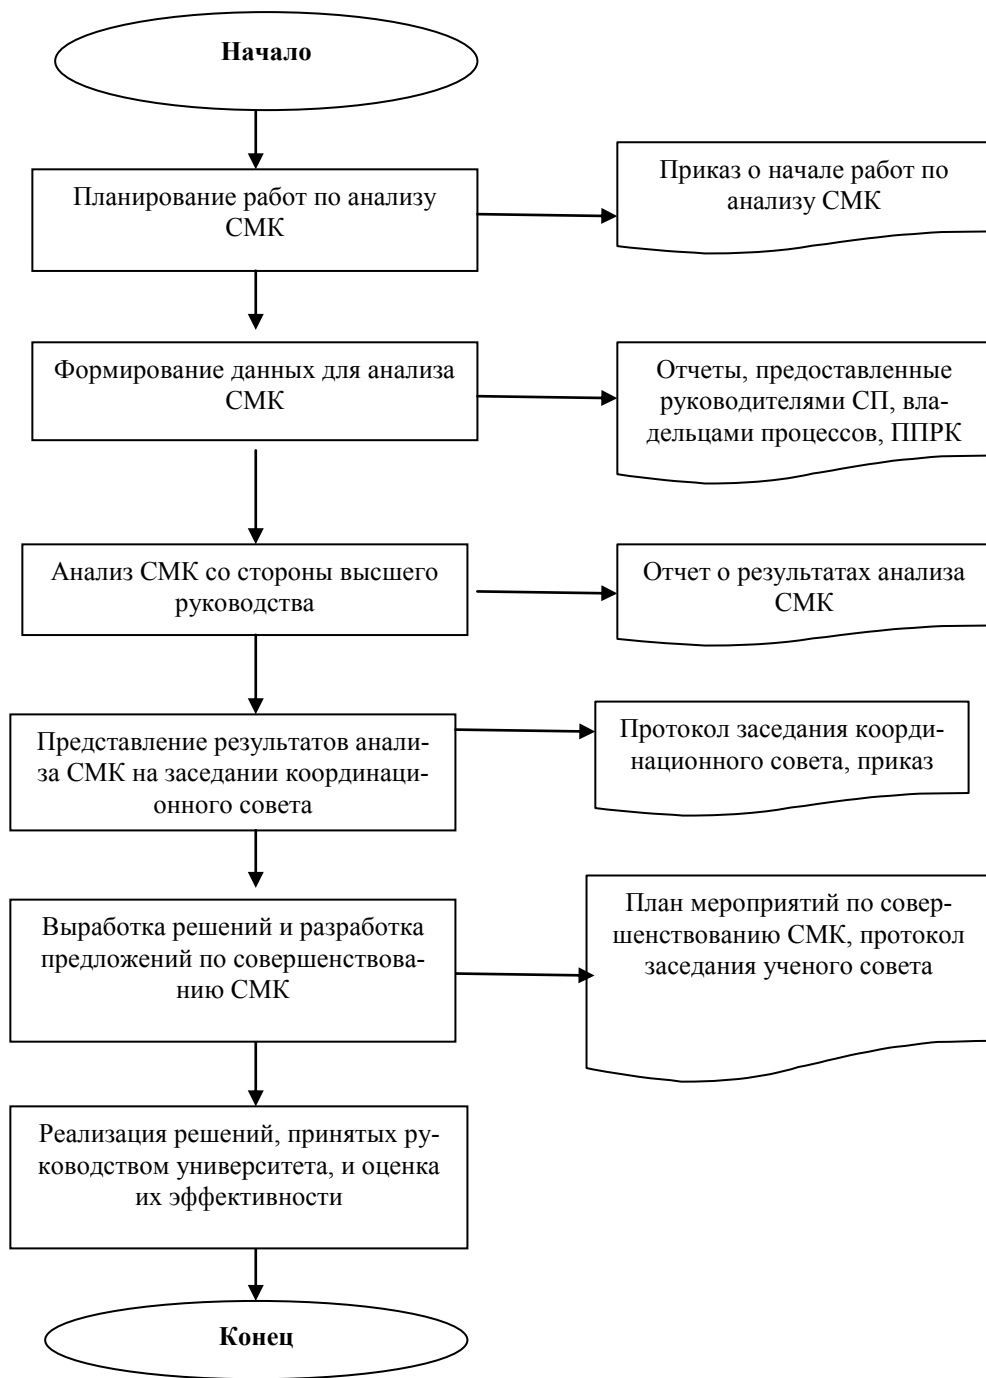 Начало
Планирование работ по анализу
СМК
Приказ о начале работ по
анализу СМК
Формирование данных для анализа
СМК
Отчеты, предоставленные
руководителями СП, вла-
дельцами процессов, ППРК
Анализ СМК со стороны высшего
руководства
Отчет о результатах анализа
СМК
Представление результатов анали-
за СМК на заседании координаци-
онного совета
Протокол заседания коорди-
национного совета, приказ
Выработка решений и разработка
предложений по совершенствова-
нию СМК
План мероприятий по совер-
шенствованию СМК, протокол
заседания ученого совета
Реализация решений, принятых ру-
ководством университета, и оценка
их эффективности
Конец